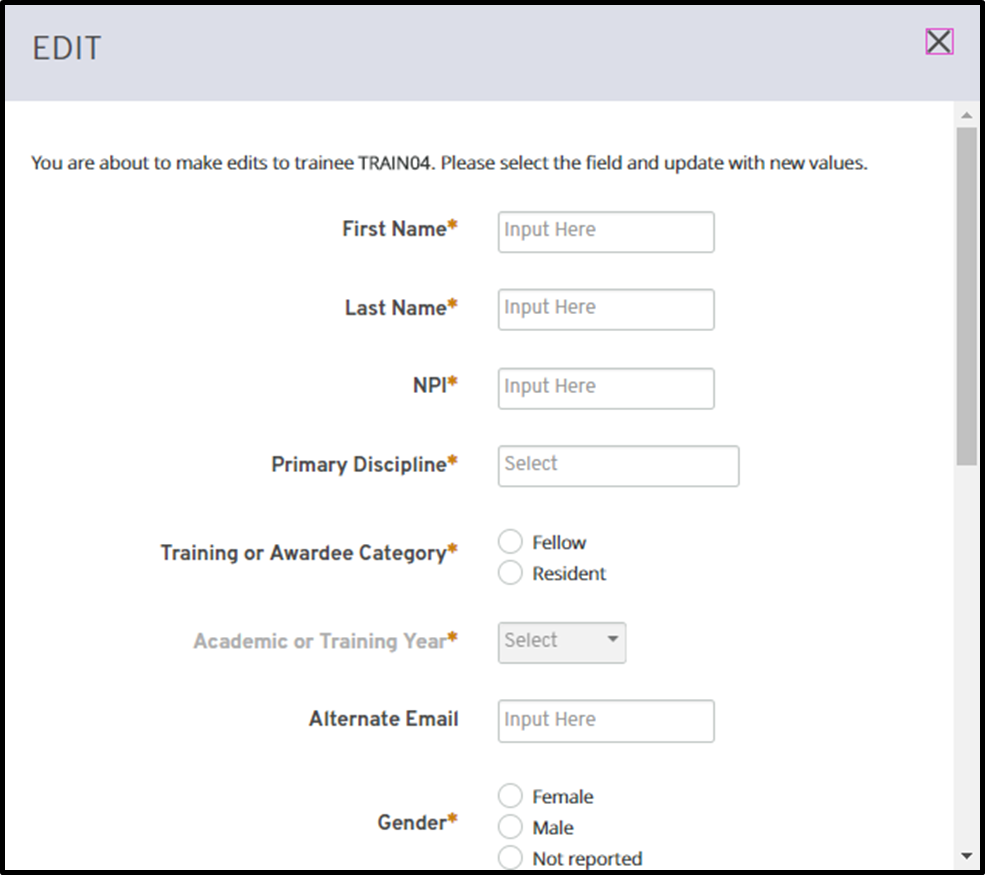 EDIT
You are about to make edits to trainee TRAIN04. Please select the field and update with new values.
First Name* Input Here
Last Name* Input Here
NPI* Input Here
Primary Discipline* Select
Training or Awardee Category* Fellow
Resident
Academic or Training Year* Select
Alternate Email Input Here
Gender* Female
Male
Not reported